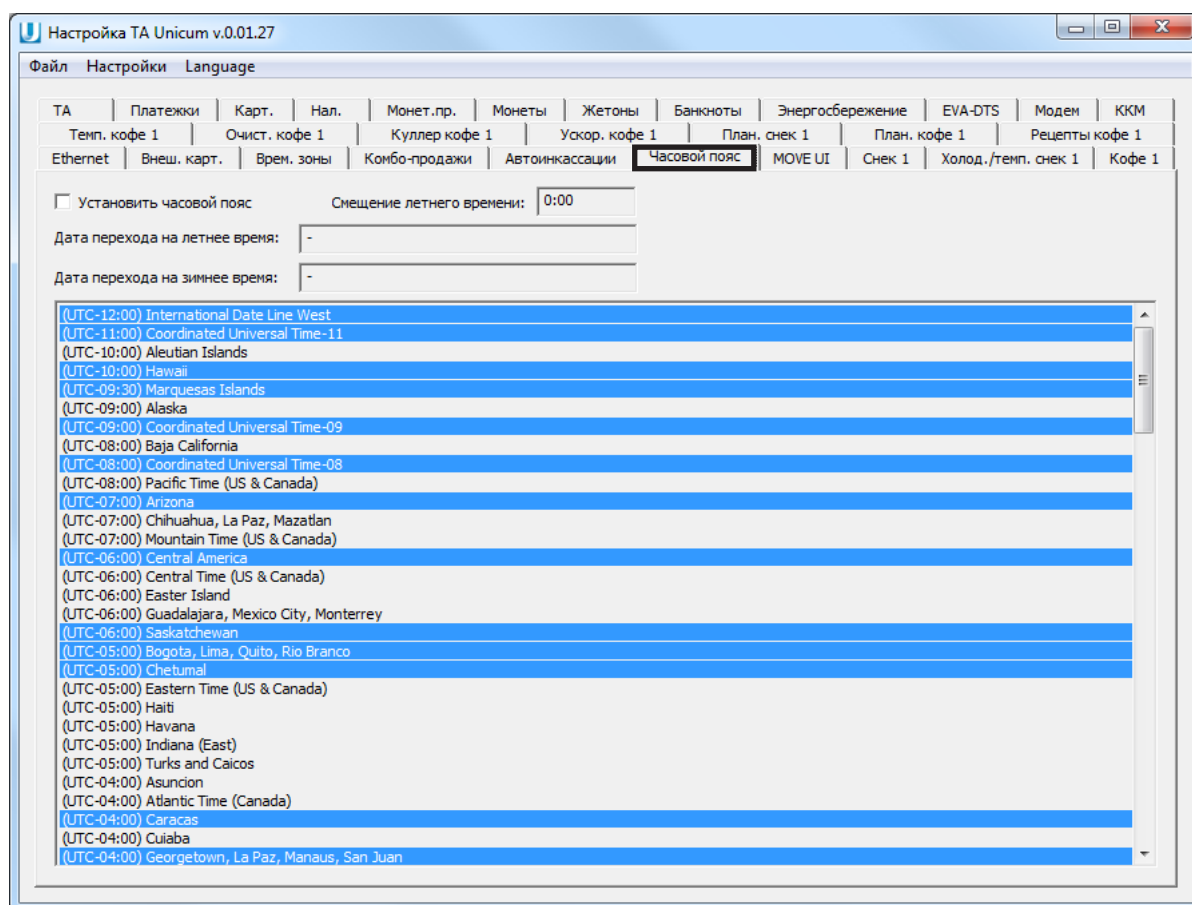 Настройка TA Unicum v.0.01.27
Файл Настройки Language
ТА Платежки Карт. Нал. Монет.пр. Монеты Жетоны Банкноты Энергосбережение EVA-DTS Модем ККМ
Темп. кофе 1 Очист. кофе 1 Куллер кофе 1 Ускор. кофе 1 План. снек 1 План. кофе 1 Рецепты кофе 1
Ethernet Внеш. карт. Врем. зоны Комбо-продажи Автоинкассации Часовой пояс MOVE UI Снек 1 Холод./темп. снек 1 Кофе 1
Установить часовой пояс Смещение летнего времени: 0:00
Дата перехода на летнее время: -
Дата перехода на зимнее время: -
(UTC-12:00) International Date Line West
(UTC-11:00) Coordinated Universal Time-11
(UTC-10:00) Aleutian Islands
(UTC-10:00) Hawaii
(UTC-09:30) Marquesas Islands
(UTC-09:00) Alaska
(UTC-09:00) Coordinated Universal Time-09
(UTC-08:00) Baja California
(UTC-08:00) Coordinated Universal Time-08
(UTC-08:00) Pacific Time (US & Canada)
(UTC-07:00) Arizona
(UTC-07:00) Chihuahua, La Paz, Mazatlan
(UTC-07:00) Mountain Time (US & Canada)
(UTC-06:00) Central America
(UTC-06:00) Central Time (US & Canada)
(UTC-06:00) Easter Island
(UTC-06:00) Guadalajara, Mexico City, Monterrey
(UTC-06:00) Saskatchewan
(UTC-05:00) Bogota, Lima, Quito, Rio Branco
(UTC-05:00) Chetumal
(UTC-05:00) Eastern Time (US & Canada)
(UTC-05:00) Haiti
(UTC-05:00) Havana
(UTC-05:00) Indiana (East)
(UTC-05:00) Turks and Caicos
(UTC-04:00) Asuncion
(UTC-04:00) Atlantic Time (Canada)
(UTC-04:00) Caracas
(UTC-04:00) Cuiaba
(UTC-04:00) Georgetown, La Paz, Manaus, San Juan